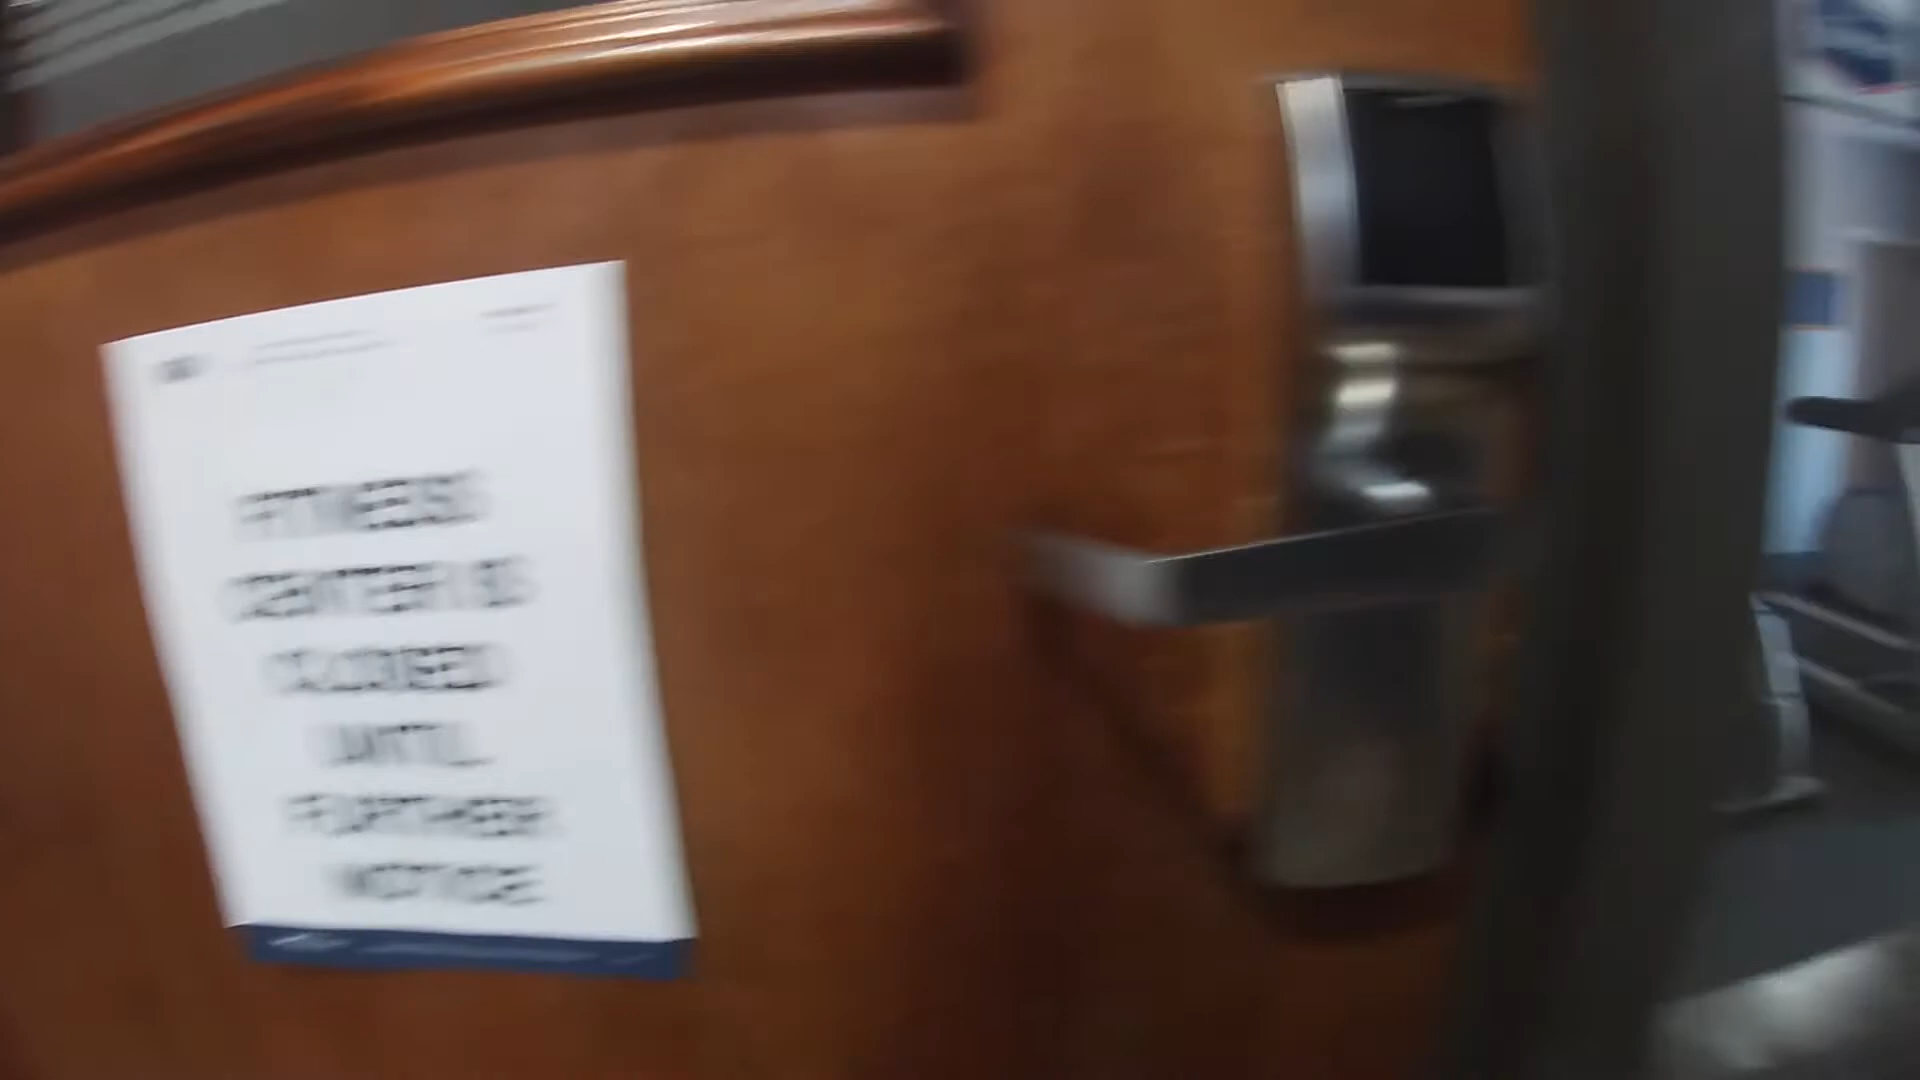 FITNESS
CENTER IS
CLOSED
UNTIL
FURTHER
NOTICE